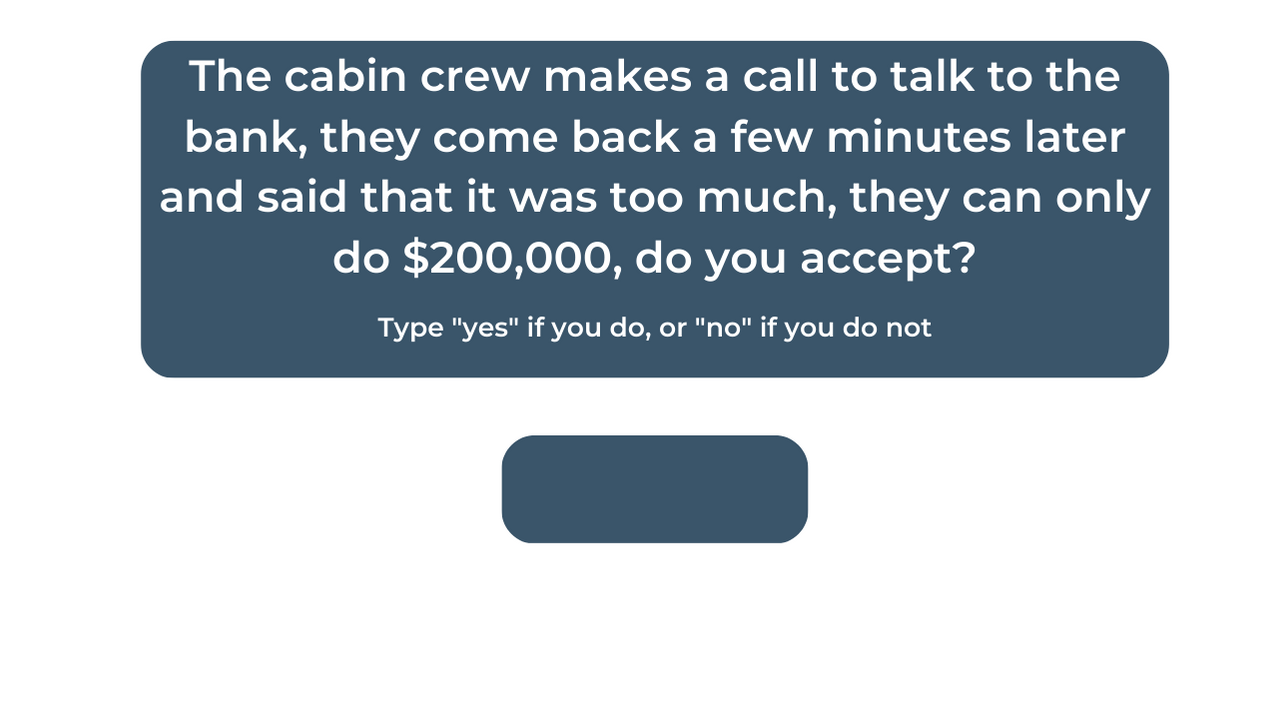 The cabin crew makes a call to talk to the
bank, they come back a few minutes later
and said that it was too much, they can only
do $200,000, do you accept?
Type "yes" if you do, or "no" if you do not